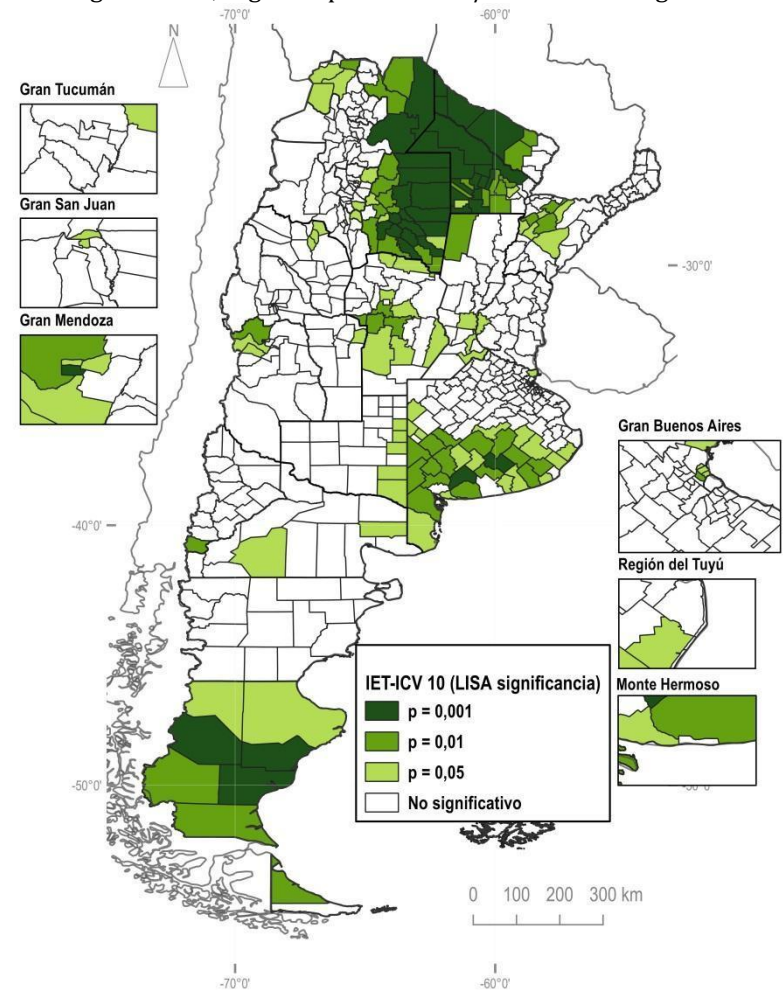 -70°0'
-60°0'
N
Gran Tucumán
Gran San Juan
-30°0'
Gran Mendoza
Gran Buenos Aires
-40°0'
Región del Tuyú
IET-ICV 10 (LISA significancia)
p = 0,001
p = 0,01
p = 0,05
No significativo
Monte Hermoso
-50°0'
0 100 200 300 km
-70°0'
-60°0'